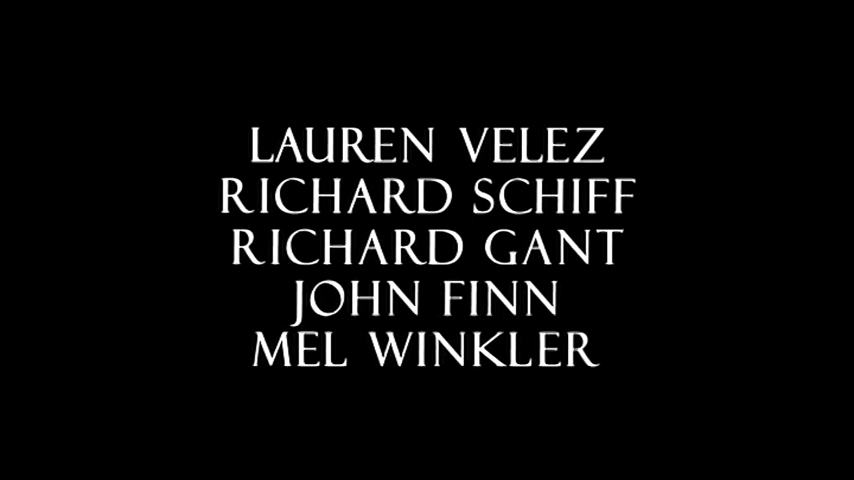 LAUREN VELEZ
RICHARD SCHIFF
RICHARD GANT
JOHN FINN
MEL WINKLER